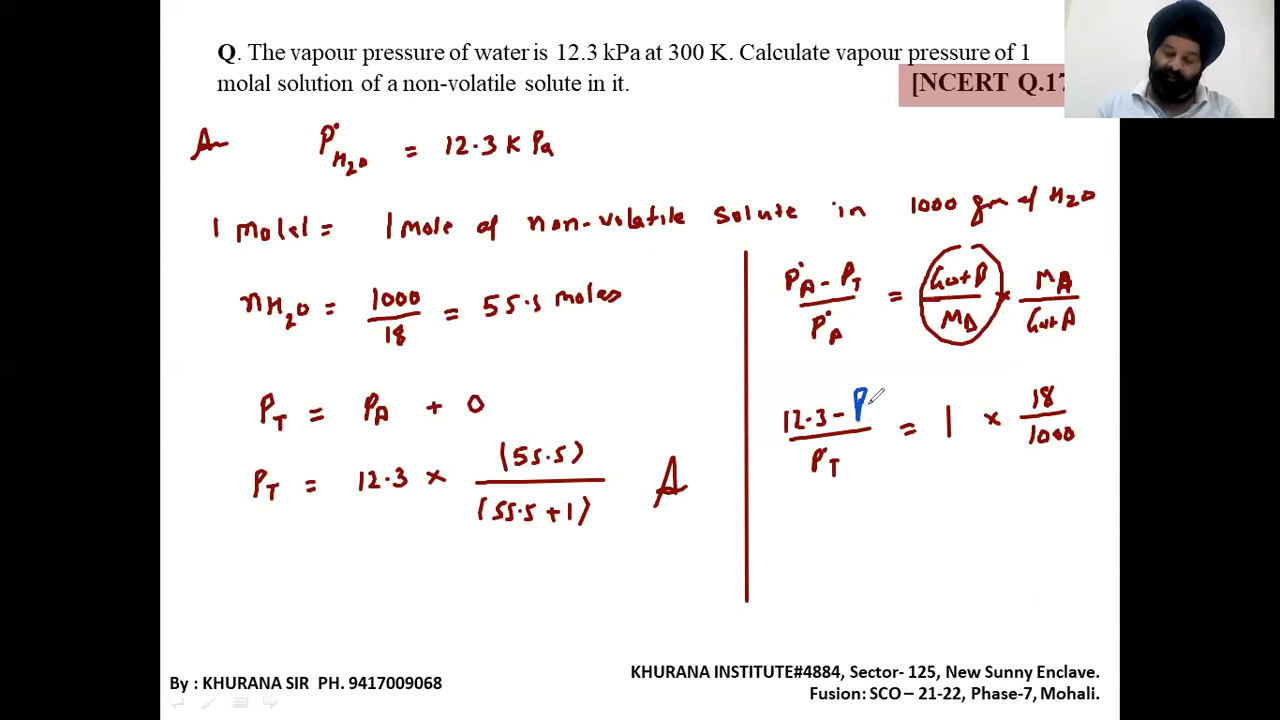 Q. The vapour pressure of water is 12.3 kPa at 300 K. Calculate vapour pressure of 1
molal solution of a non-volatile solute in it.
[NCERT Q.17
P°H₂O = 12.3 K Pa
1 Molal = 1 Mole of non-volatile solute in 1000 gm of H₂O
nH₂O = 1000/18 = 55.5 moles
P°A - PT / P°A = Gwt B / MB × MA / Gwt A
PT = PA + 0
12.3 - P / PT = 1 × 18/1000
PT = 12.3 × (55.5) / (55.5 + 1) A
By : KHURANA SIR PH. 9417009068
KHURANA INSTITUTE#4884, Sector- 125, New Sunny Enclave.
Fusion: SCO – 21-22, Phase-7, Mohali.